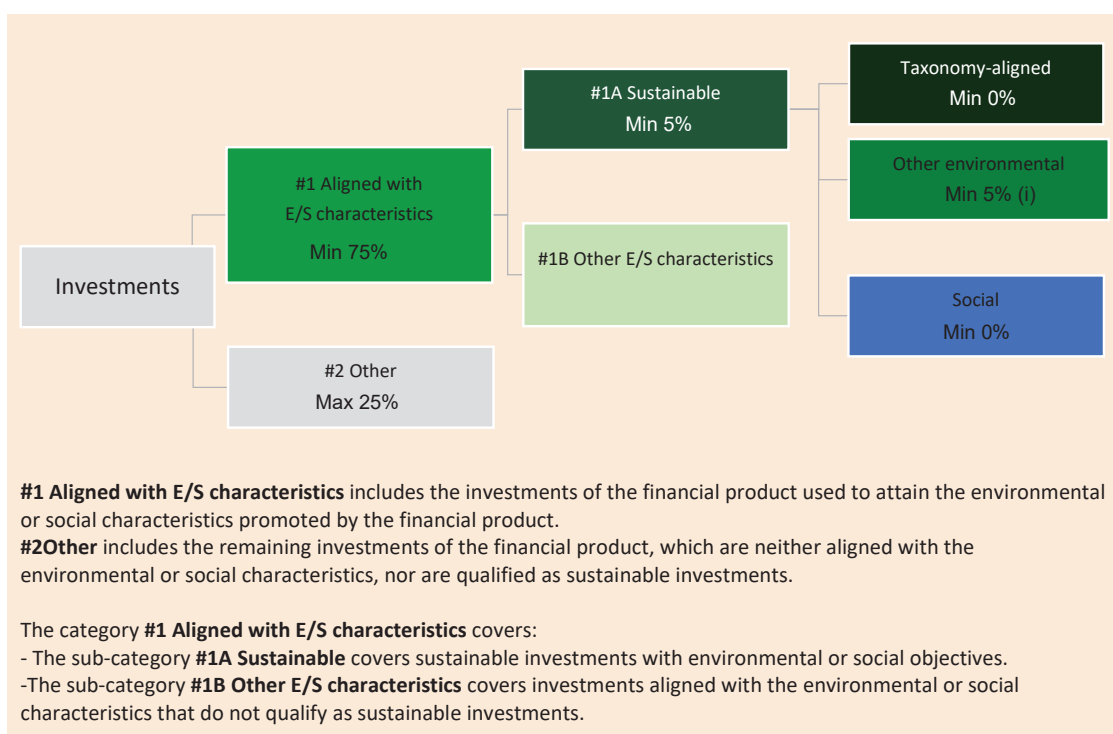 Investments
#1 Aligned with
E/S characteristics
Min 75%
#2 Other
Max 25%
#1A Sustainable
Min 5%
#1B Other E/S characteristics
Taxonomy-aligned
Min 0%
Other environmental
Min 5% (i)
Social
Min 0%
#1 Aligned with E/S characteristics includes the investments of the financial product used to attain the environmental
or social characteristics promoted by the financial product.
#2Other includes the remaining investments of the financial product, which are neither aligned with the
environmental or social characteristics, nor are qualified as sustainable investments.
The category #1 Aligned with E/S characteristics covers:
- The sub-category #1A Sustainable covers sustainable investments with environmental or social objectives.
-The sub-category #1B Other E/S characteristics covers investments aligned with the environmental or social
characteristics that do not qualify as sustainable investments.